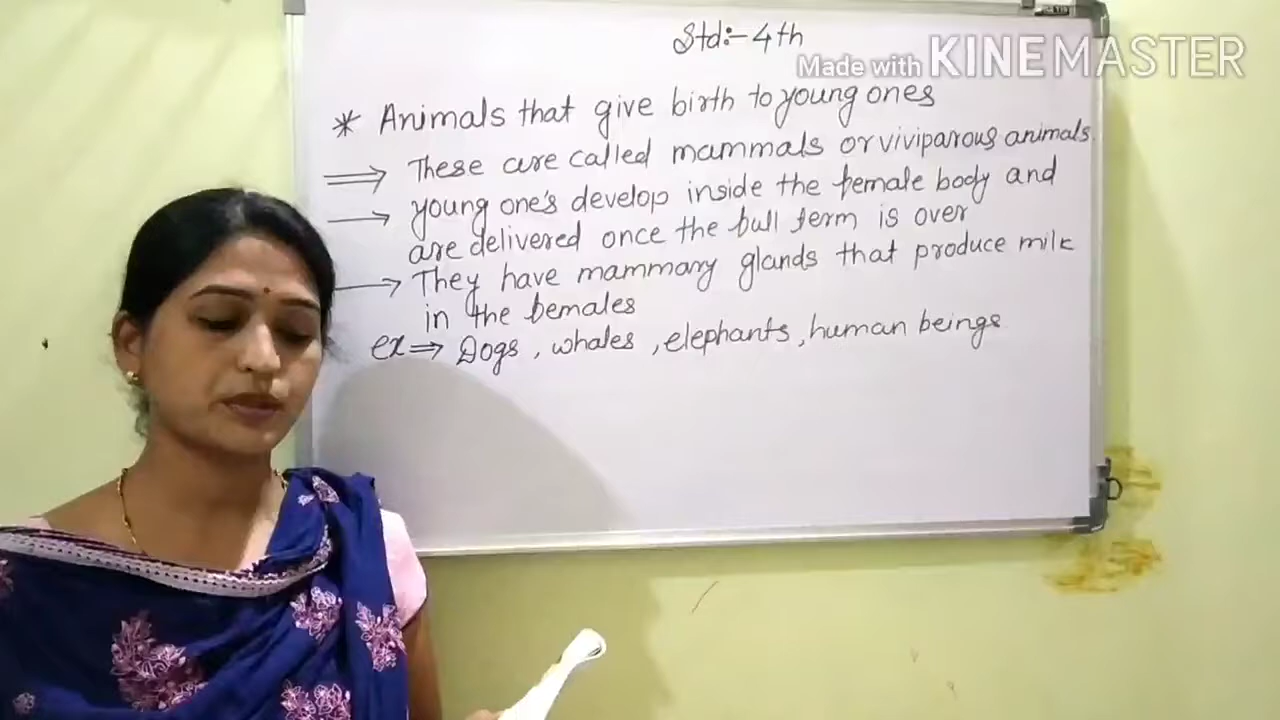 Std:- 4th
Made with KINEMASTER
* Animals that give birth to young ones
⇒ These are called mammals or viviparous animals.
→ young one's develop inside the female body and
are delivered once the full term is over
→ They have mammary glands that produce milk
in the females
ex ⇒ Dogs, whales, elephants, human beings